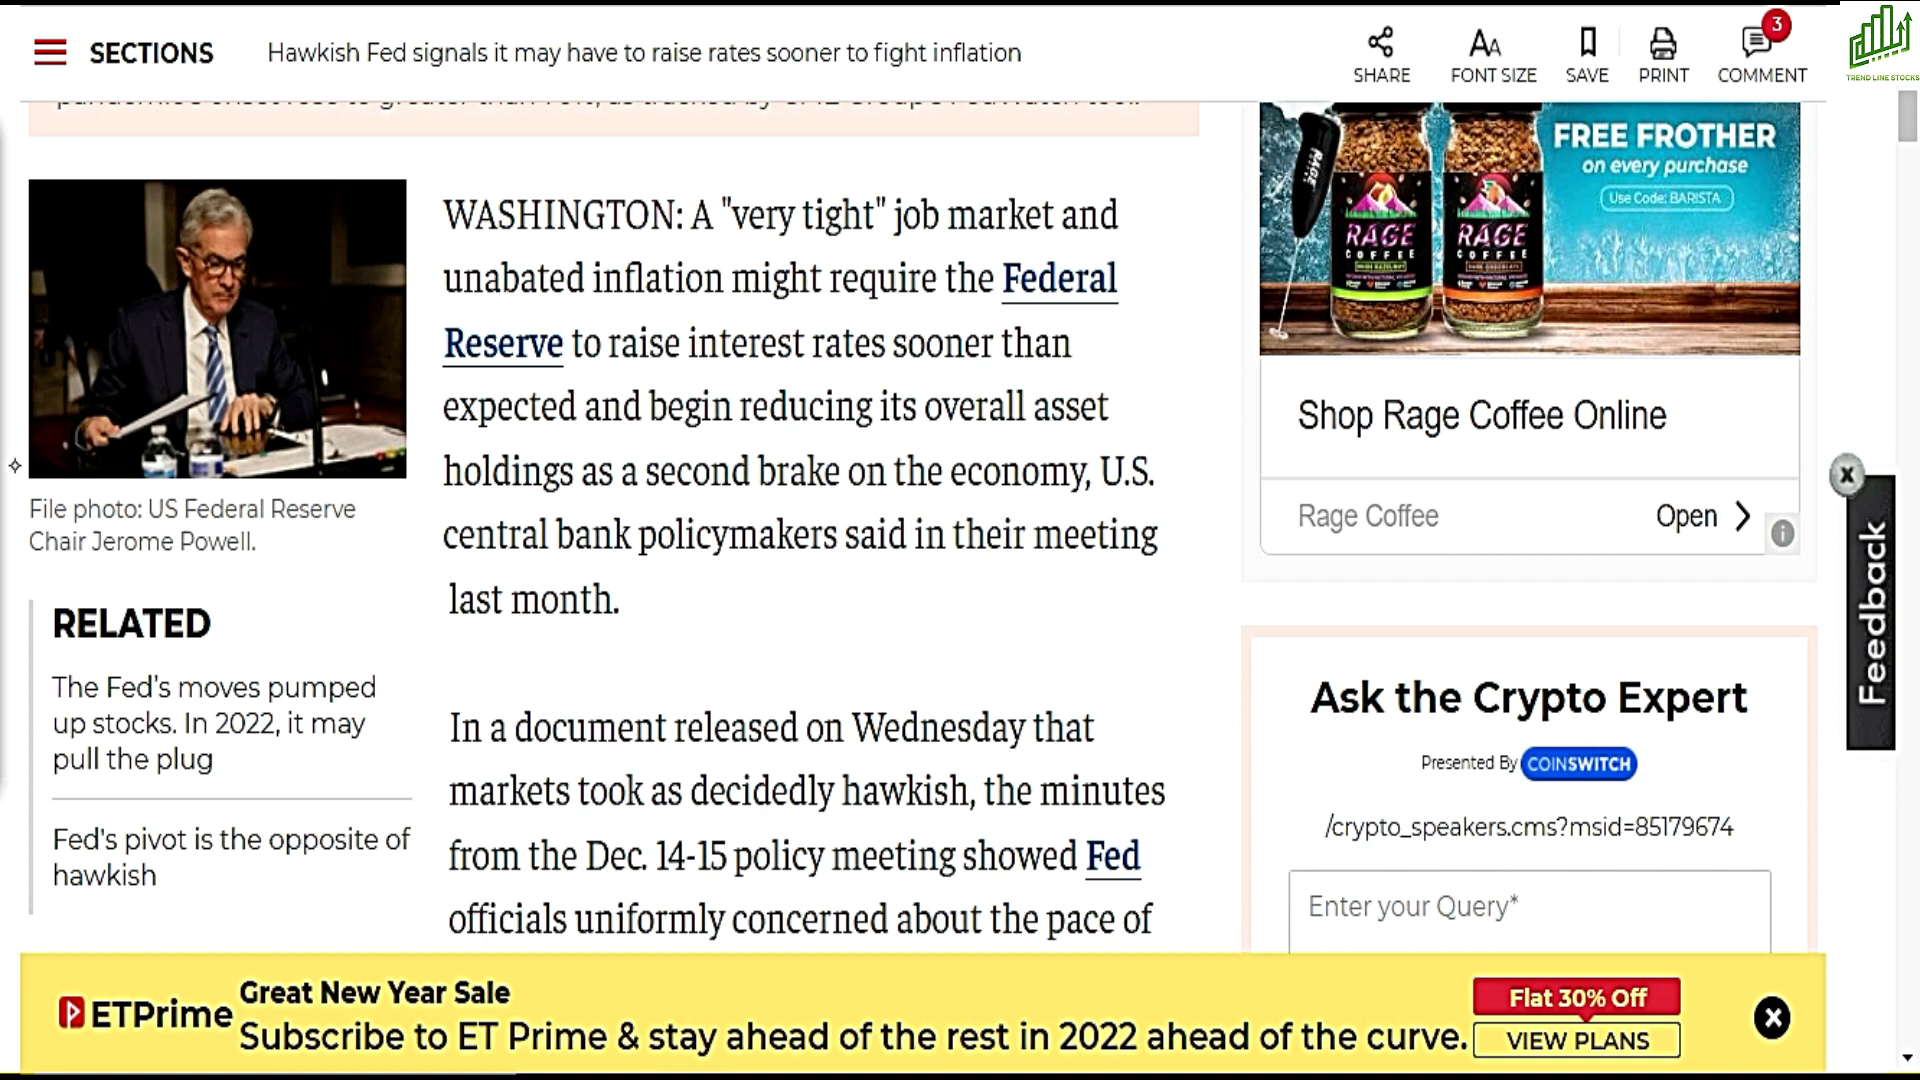 SECTIONS
Hawkish Fed signals it may have to raise rates sooner to fight inflation
SHARE
FONT SIZE
SAVE
PRINT
3
COMMENT
TREND LINE STOCKS
WASHINGTON: A "very tight" job market and
unabated inflation might require the Federal
Reserve to raise interest rates sooner than
expected and begin reducing its overall asset
holdings as a second brake on the economy, U.S.
central bank policymakers said in their meeting
last month.
In a document released on Wednesday that
markets took as decidedly hawkish, the minutes
from the Dec. 14-15 policy meeting showed Fed
officials uniformly concerned about the pace of
File photo: US Federal Reserve
Chair Jerome Powell.
RELATED
The Fed's moves pumped
up stocks. In 2022, it may
pull the plug
Fed's pivot is the opposite of
hawkish
FREE FROTHER
on every purchase
Use Code: BARISTA
RAGE
COFFEE
RAGE
COFFEE
RAGE
Shop Rage Coffee Online
Rage Coffee
Open
Feedback
Ask the Crypto Expert
Presented By COINSWITCH
/crypto_speakers.cms?msid=85179674
Enter your Query*
ETPrime
Great New Year Sale
Subscribe to ET Prime & stay ahead of the rest in 2022 ahead of the curve.
Flat 30% Off
VIEW PLANS